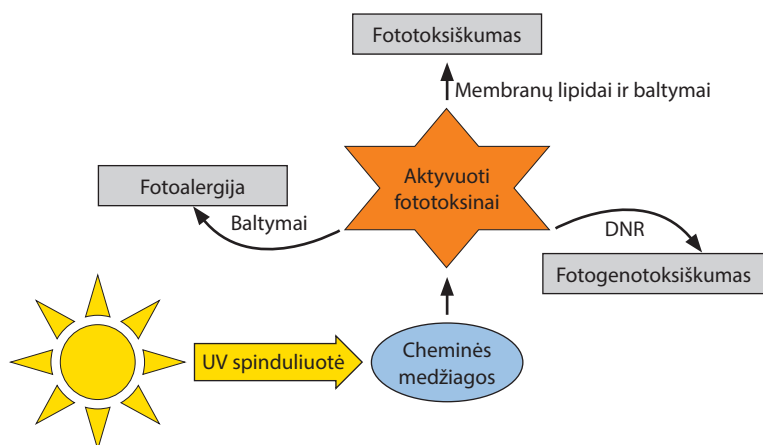 Fototoksiškumas
Membranų lipidai ir baltymai
Aktyvuoti
fototoksinai
Fotoalergija
Baltymai
DNR
Fotogenotoksiškumas
UV spinduliuotė
Cheminės
medžiagos